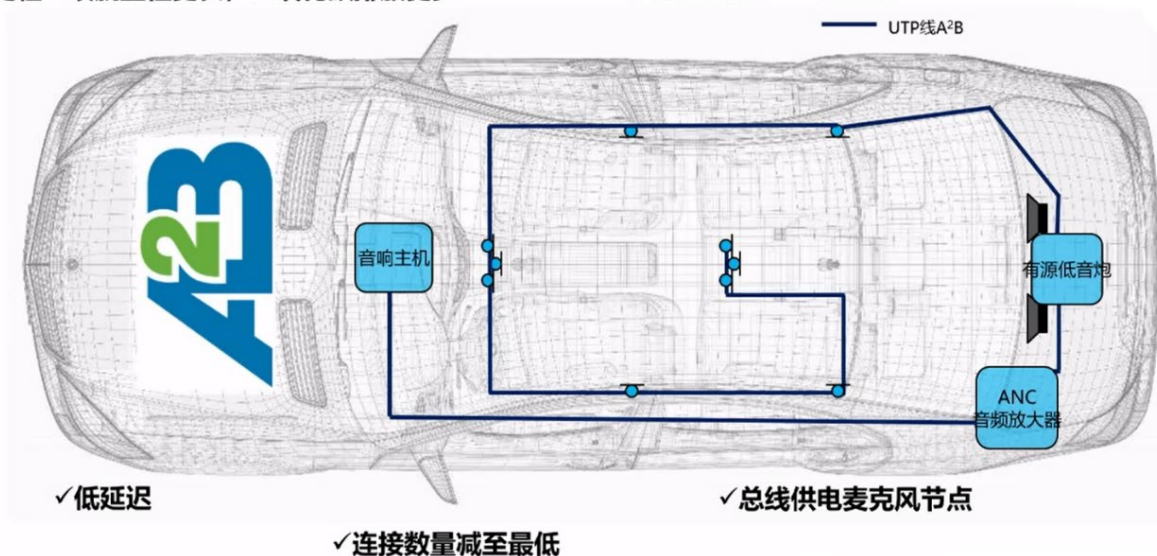 UTP线A²B
A2B
音响主机
有源低音炮
ANC
音频放大器
✓低延迟
✓总线供电麦克风节点
✓连接数量减至最低